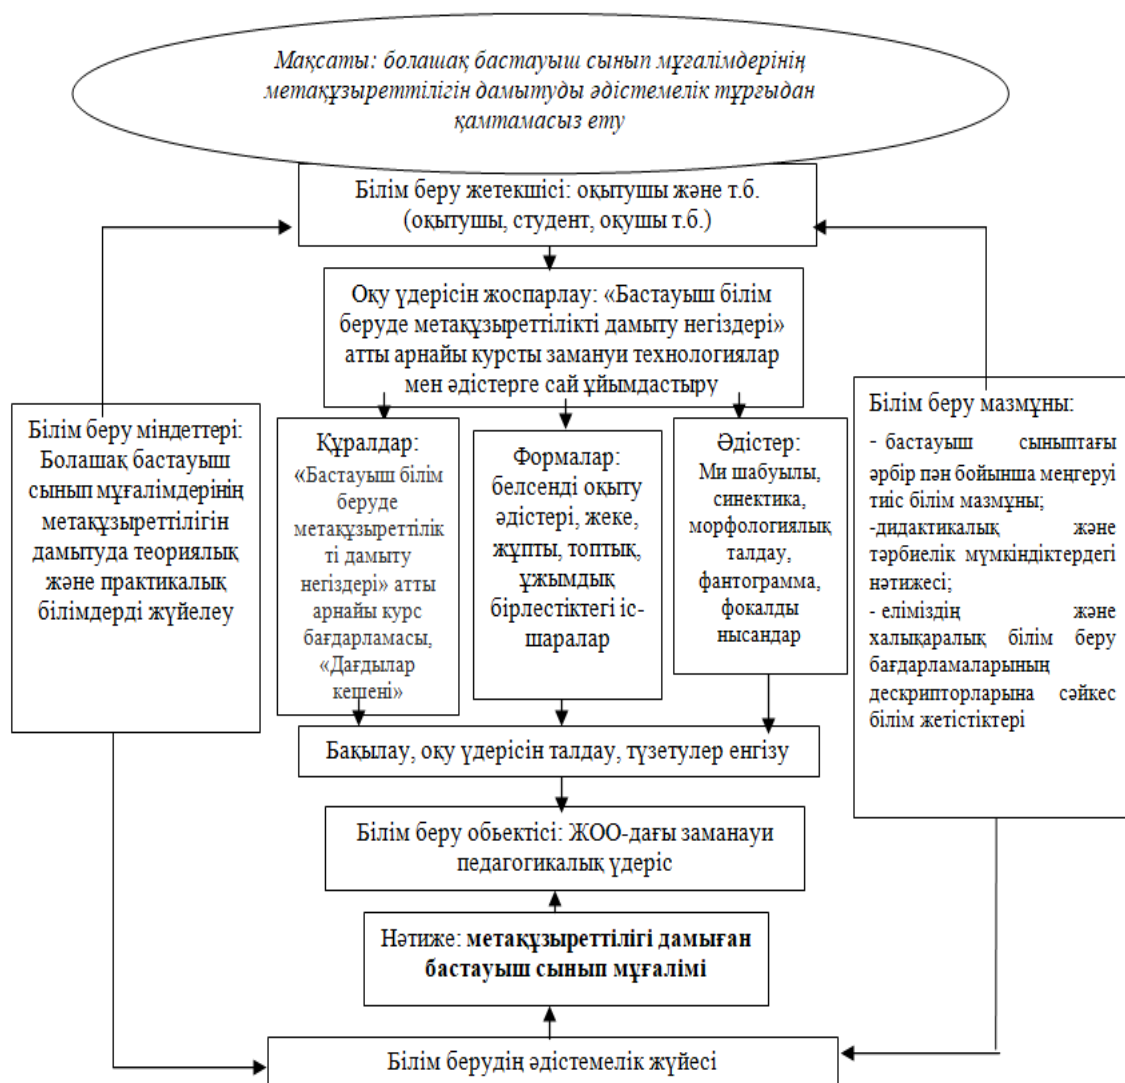 Мақсаты: болашақ бастауыш сынып мұғалімдерінің
метақұзыреттілігін дамытуды әдістемелік тұрғыдан
қамтамасыз ету
Білім беру жетекшісі: оқытушы және т.б.
(оқытушы, студент, оқушы т.б.)
Оқу үдерісін жоспарлау: «Бастауыш білім
беруде метақұзыреттілікті дамыту негіздері»
атты арнайы курсты замануи технологиялар
мен әдістерге сай ұйымдастыру
Білім беру міндеттері:
Болашақ бастауыш
сынып мұғалімдерінің
метақұзыреттілігін
дамытуда теориялық
және практикалық
білімдерді жүйелеу
Құралдар:
«Бастауыш білім
беруде
метақұзыреттілік
ті дамыту
негіздері» атты
арнайы курс
бағдарламасы,
«Дағдылар
кешені»
Формалар:
белсенді оқыту
әдістері, жеке,
жұпты, топтық,
ұжымдық
бірлестіктегі іс-
шаралар
Әдістер:
Ми шабуылы,
синектика,
морфологиялық
талдау,
фантограмма,
фокалды
нысандар
Білім беру мазмұны:
- бастауыш сыныптағы
әрбір пән бойынша меңгеруі
тиіс білім мазмұны;
-дидактикалық және
тәрбиелік мүмкіндіктердегі
нәтижесі;
- еліміздің және
халықаралық білім беру
бағдарламаларының
дескрипторларына сәйкес
білім жетістіктері
Бақылау, оқу үдерісін талдау, түзетулер енгізу
Білім беру обьектісі: ЖОО-дағы заманауи
педагогикалық үдеріс
Нәтиже: метақұзыреттілігі дамыған
бастауыш сынып мұғалімі
Білім берудің әдістемелік жүйесі